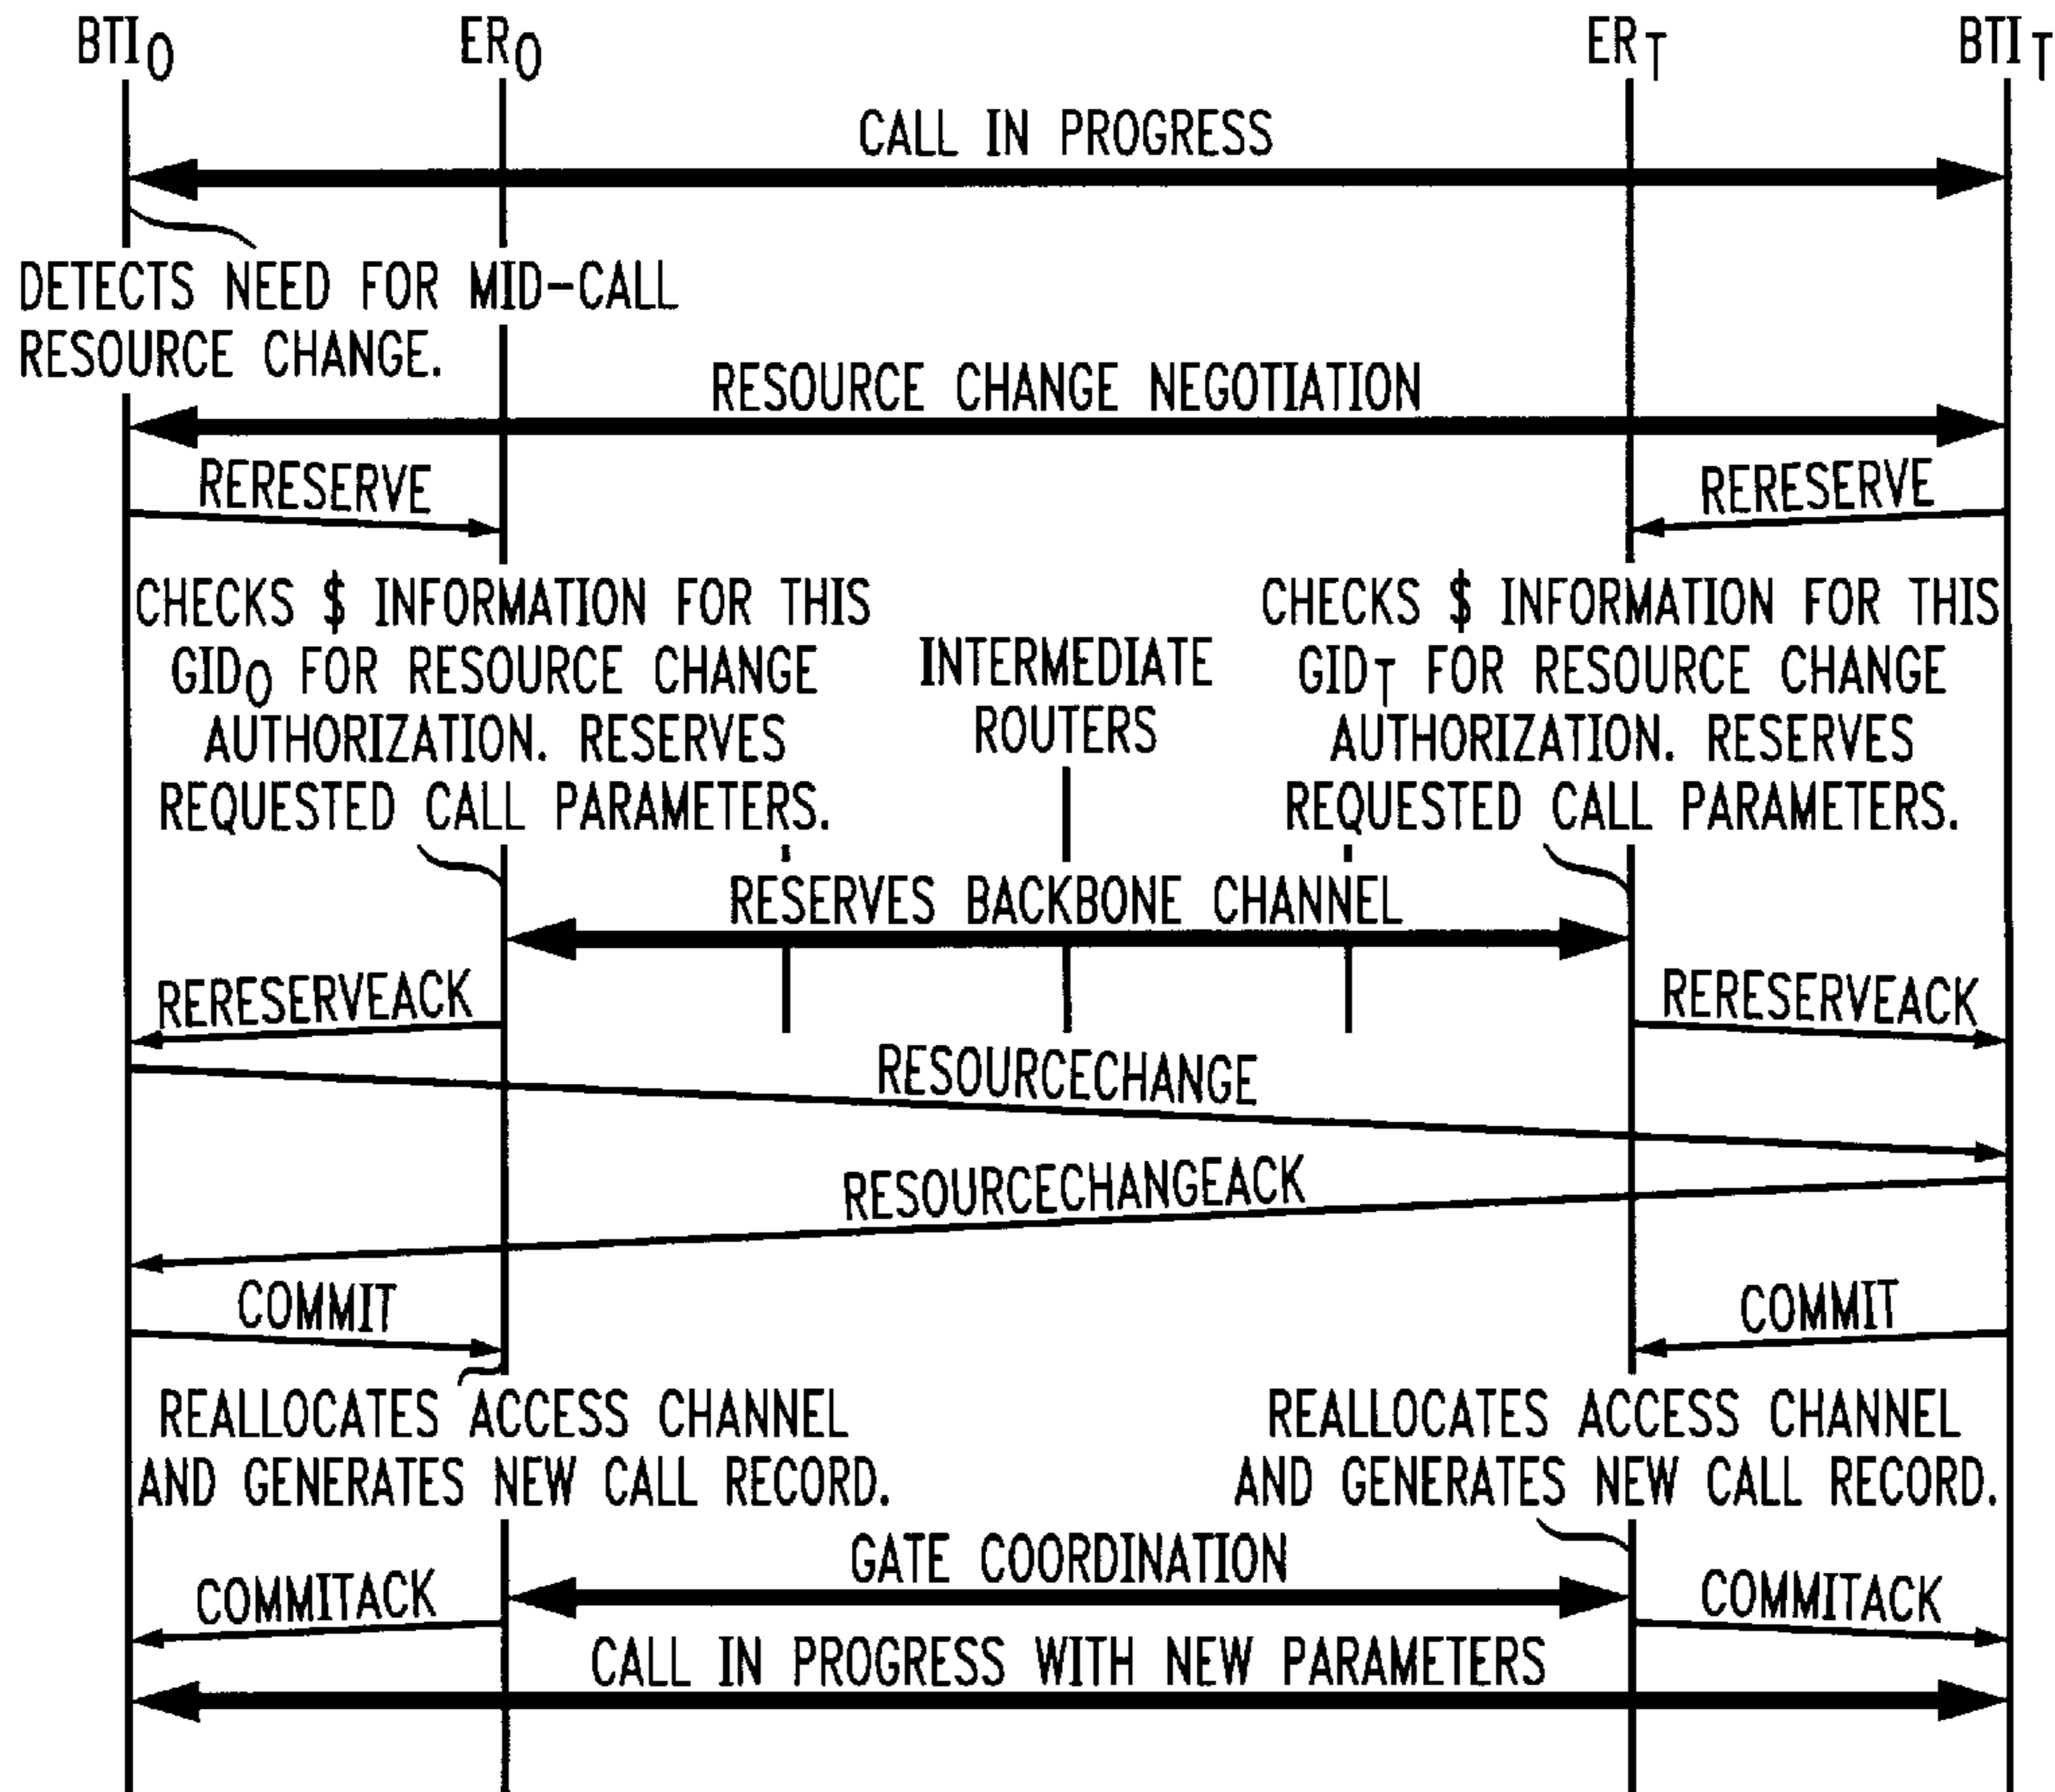 BTIO ERO ERT BTIT
CALL IN PROGRESS
DETECTS NEED FOR MID-CALL
RESOURCE CHANGE.
RESOURCE CHANGE NEGOTIATION
RERESERVE RERESERVE
CHECKS $ INFORMATION FOR THIS
GIDO FOR RESOURCE CHANGE
AUTHORIZATION. RESERVES
REQUESTED CALL PARAMETERS.
INTERMEDIATE
ROUTERS
CHECKS $ INFORMATION FOR THIS
GIDT FOR RESOURCE CHANGE
AUTHORIZATION. RESERVES
REQUESTED CALL PARAMETERS.
RESERVES BACKBONE CHANNEL
RERESERVEACK RERESERVEACK
RESOURCECHANGE
RESOURCECHANGEACK
COMMIT COMMIT
REALLOCATES ACCESS CHANNEL
AND GENERATES NEW CALL RECORD.
REALLOCATES ACCESS CHANNEL
AND GENERATES NEW CALL RECORD.
GATE COORDINATION
COMMITACK COMMITACK
CALL IN PROGRESS WITH NEW PARAMETERS